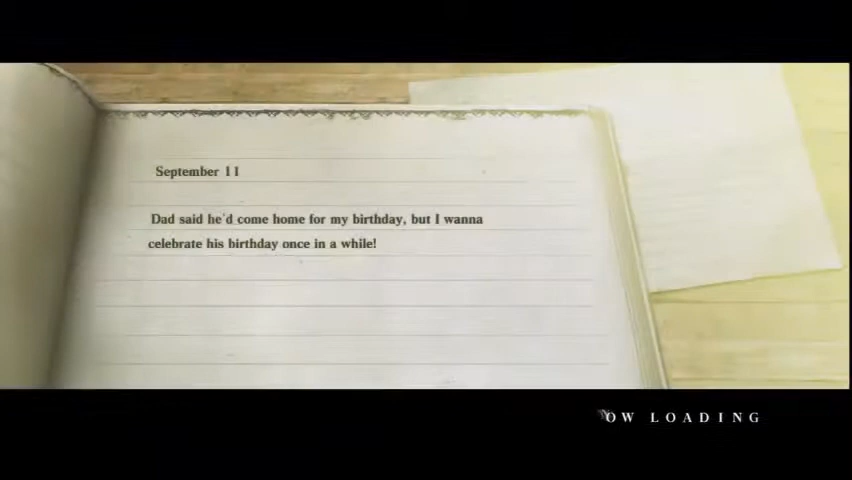 September 11
Dad said he'd come home for my birthday, but I wanna
celebrate his birthday once in a while!
NOW LOADING